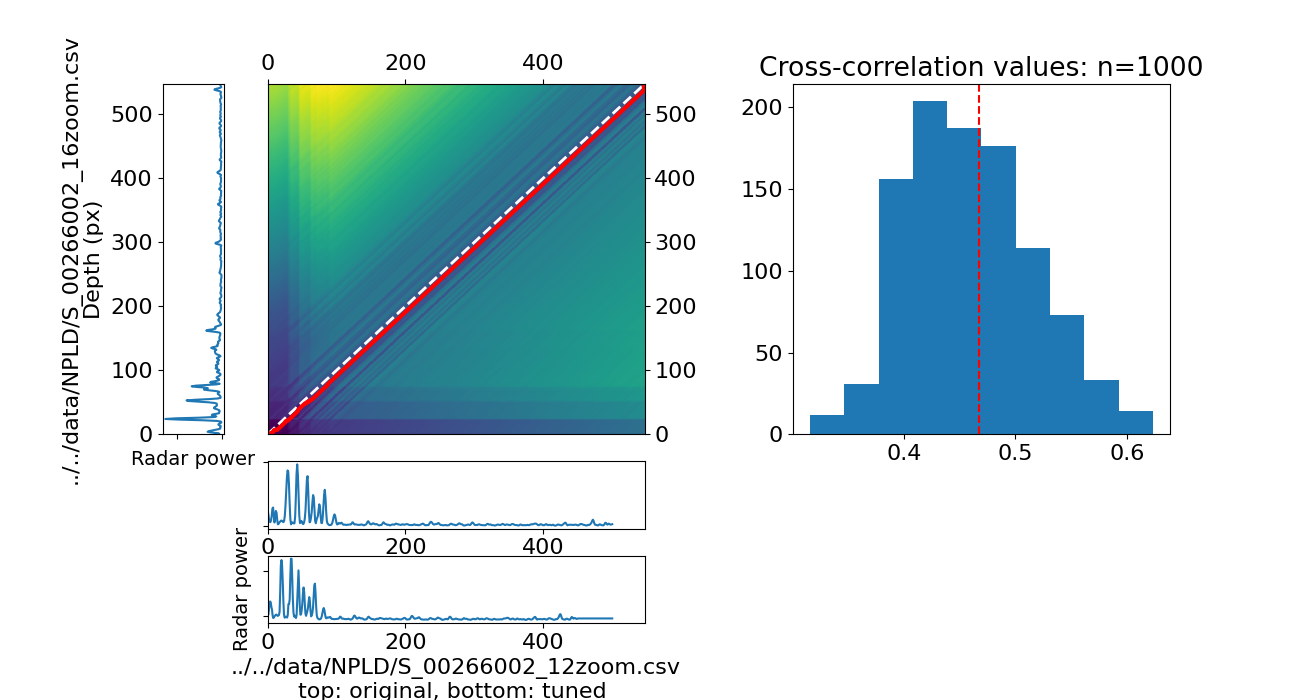 0 200 400
Cross-correlation values: n=1000
../../data/NPLD/S_00266002_16zoom.csv
Depth (px)
500
400
300
200
100
0
500
400
300
200
100
0
200
150
100
50
0
0.4 0.5 0.6
Radar power
0 200 400
Radar power
0 200 400
../../data/NPLD/S_00266002_12zoom.csv
top: original, bottom: tuned